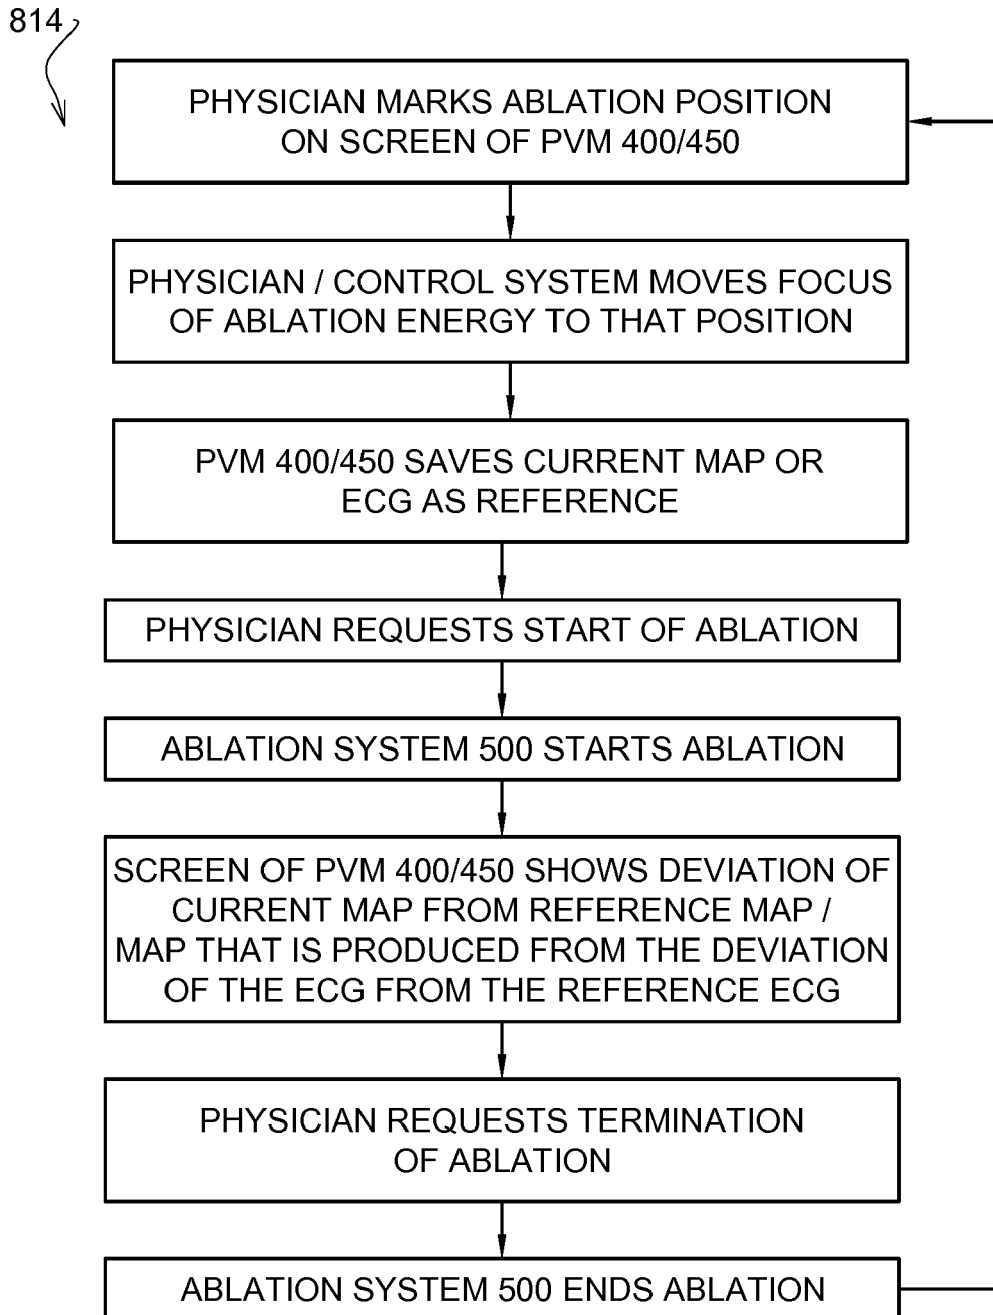 814
PHYSICIAN MARKS ABLATION POSITION
ON SCREEN OF PVM 400/450
PHYSICIAN / CONTROL SYSTEM MOVES FOCUS
OF ABLATION ENERGY TO THAT POSITION
PVM 400/450 SAVES CURRENT MAP OR
ECG AS REFERENCE
PHYSICIAN REQUESTS START OF ABLATION
ABLATION SYSTEM 500 STARTS ABLATION
SCREEN OF PVM 400/450 SHOWS DEVIATION OF
CURRENT MAP FROM REFERENCE MAP /
MAP THAT IS PRODUCED FROM THE DEVIATION
OF THE ECG FROM THE REFERENCE ECG
PHYSICIAN REQUESTS TERMINATION
OF ABLATION
ABLATION SYSTEM 500 ENDS ABLATION